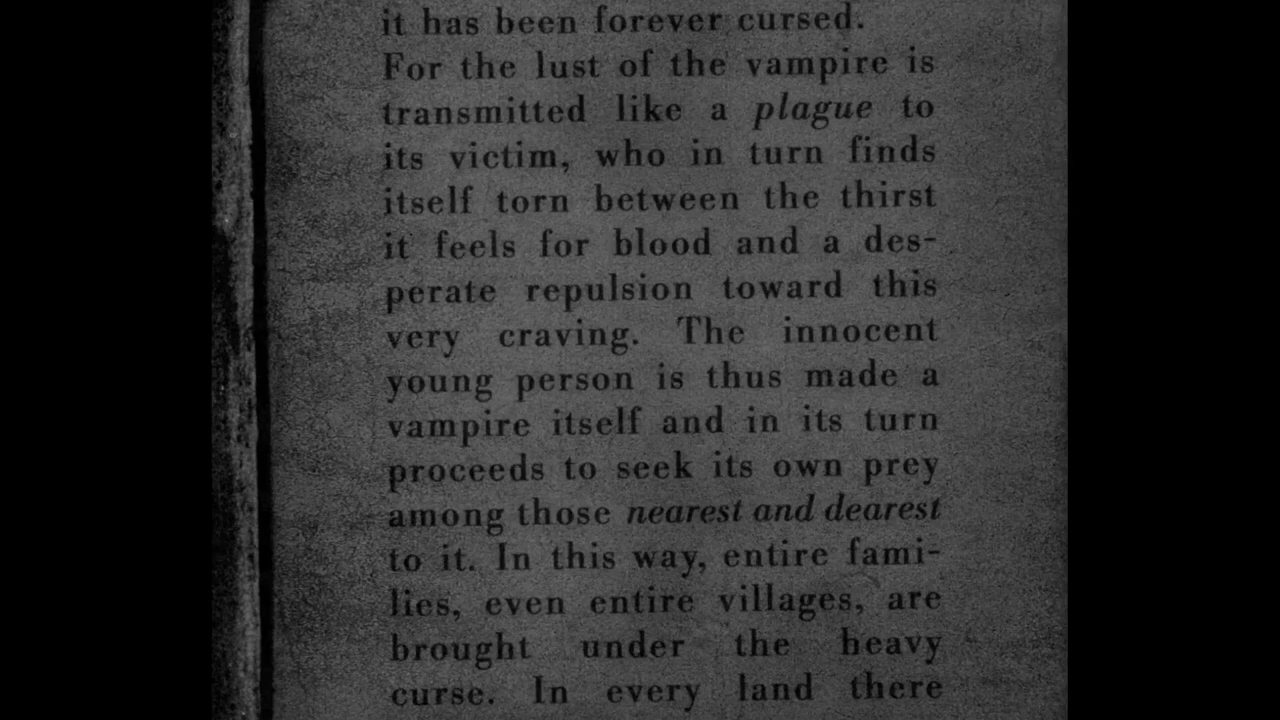 it has been forever cursed.
For the lust of the vampire is
transmitted like a plague to
its victim, who in turn finds
itself torn between the thirst
it feels for blood and a des-
perate repulsion toward this
very craving. The innocent
young person is thus made a
vampire itself and in its turn
proceeds to seek its own prey
among those nearest and dearest
to it. In this way, entire fami-
lies, even entire villages, are
brought under the heavy
curse. In every land there